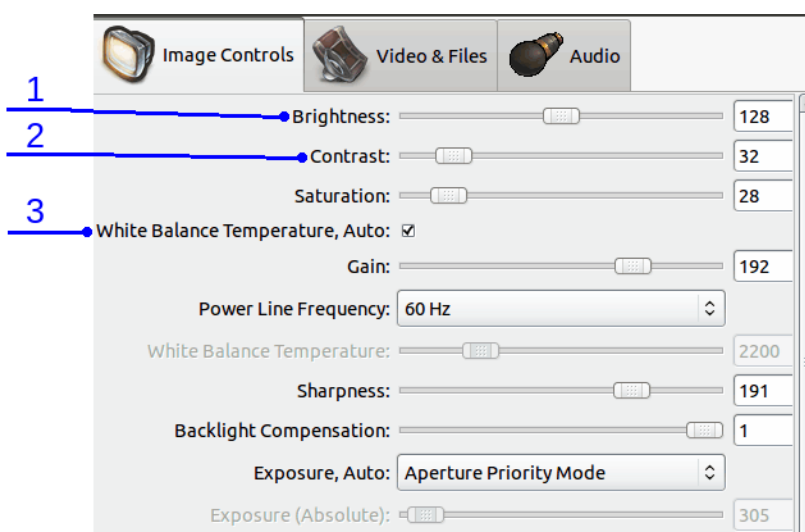 Image Controls
Video & Files
Audio
1
Brightness: 128
2
Contrast: 32
Saturation: 28
3
White Balance Temperature, Auto:
Gain: 192
Power Line Frequency: 60 Hz
White Balance Temperature: 2200
Sharpness: 191
Backlight Compensation: 1
Exposure, Auto: Aperture Priority Mode
Exposure (Absolute): 305